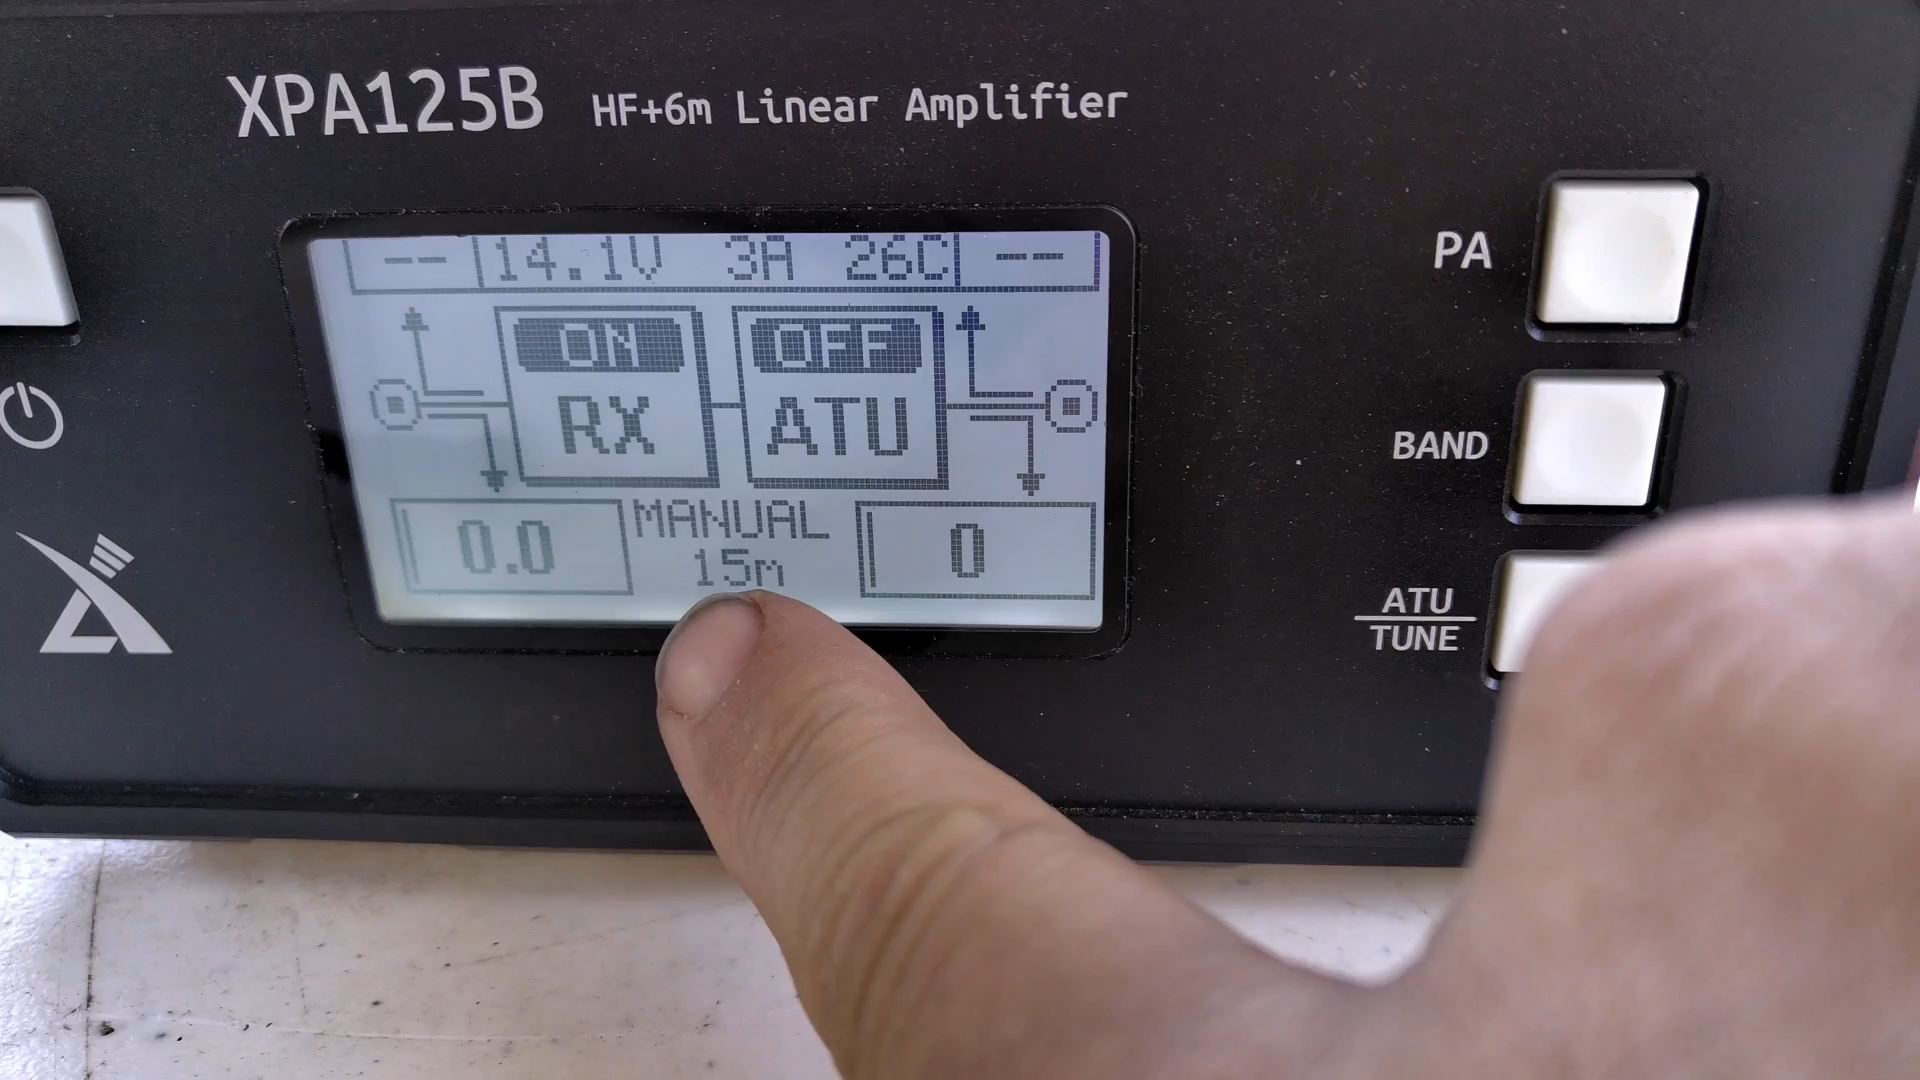 XPA125B HF+6m Linear Amplifier
-- 14.1V 3A 26C ---
ON OFF
RX ATU
0.0 MANUAL 0
15m
PA
BAND
ATU
TUNE